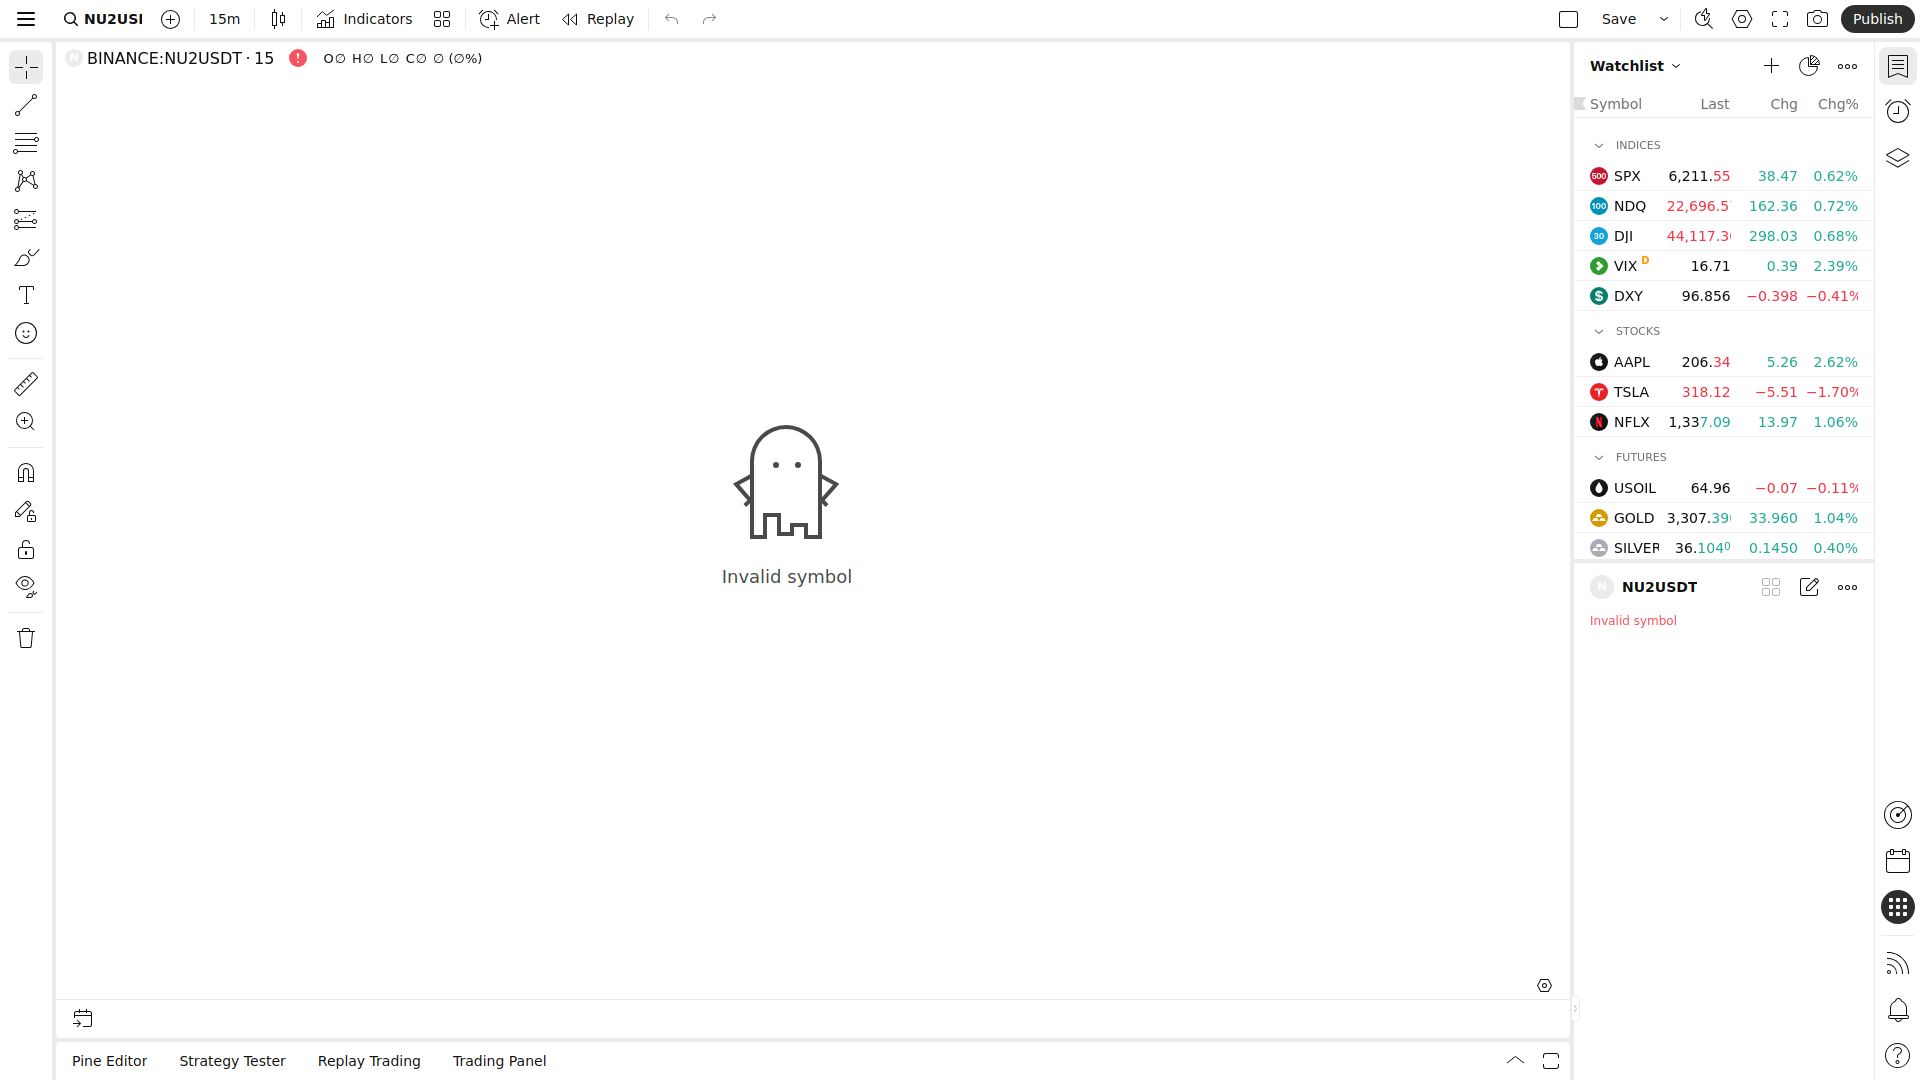 NU2USI
15m
Indicators
Alert
Replay
Save
Publish
BINANCE:NU2USDT · 15
O∅ H∅ L∅ C∅ ∅ (∅%)
Invalid symbol
Watchlist
Symbol Last Chg Chg%
INDICES
SPX 6,211.55 38.47 0.62%
NDQ 22,696.5 162.36 0.72%
DJI 44,117.3 298.03 0.68%
VIX D 16.71 0.39 2.39%
DXY 96.856 −0.398 −0.41%
STOCKS
AAPL 206.34 5.26 2.62%
TSLA 318.12 −5.51 −1.70%
NFLX 1,337.09 13.97 1.06%
FUTURES
USOIL 64.96 −0.07 −0.11%
GOLD 3,307.39 33.960 1.04%
SILVER 36.1040 0.1450 0.40%
NU2USDT
Invalid symbol
Pine Editor
Strategy Tester
Replay Trading
Trading Panel